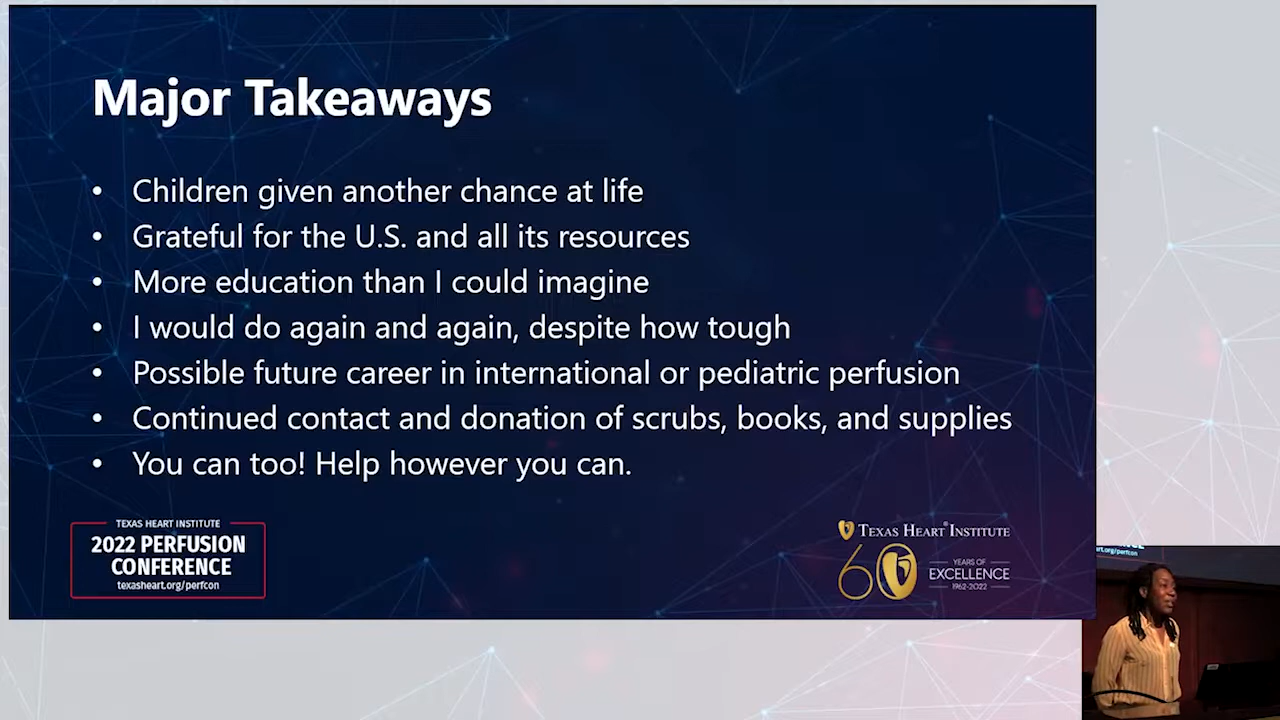 Major Takeaways
• Children given another chance at life
• Grateful for the U.S. and all its resources
• More education than I could imagine
• I would do again and again, despite how tough
• Possible future career in international or pediatric perfusion
• Continued contact and donation of scrubs, books, and supplies
• You can too! Help however you can.
TEXAS HEART INSTITUTE
2022 PERFUSION
CONFERENCE
texasheart.org/perfcon
TEXAS HEART® INSTITUTE
60 YEARS OF
EXCELLENCE
1962-2022
art.org/perfcon